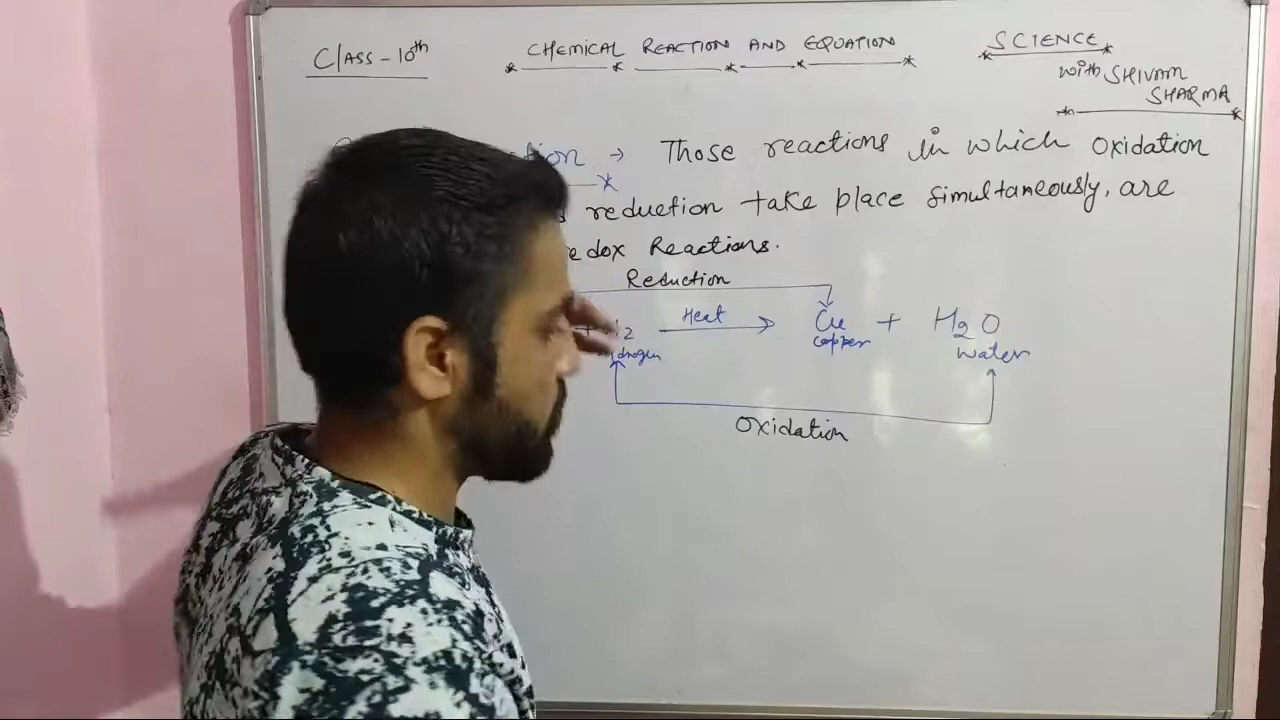 Class - 10th
CHEMICAL REACTION AND EQUATION
SCIENCE
with SHIVAM
SHARMA
→ Those reactions in which Oxidation
reduction take place simultaneously, are
Reactions.
Reduction
Heat
Cu + H2O
copper
water
Oxidation